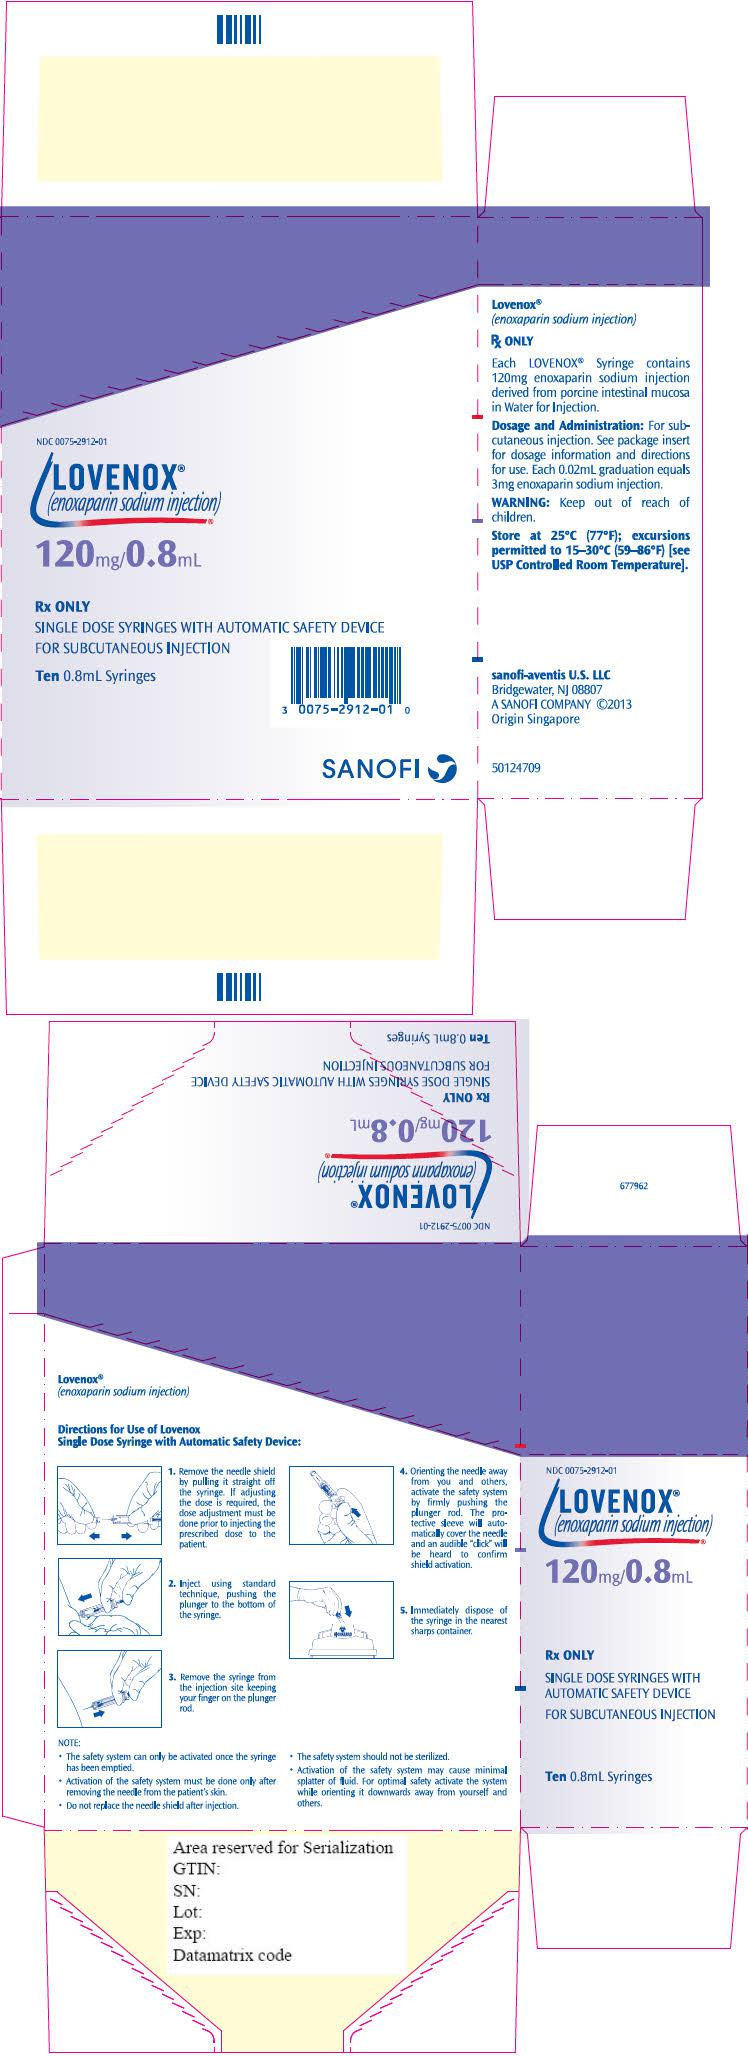 NDC 0075-2912-01
LOVENOX®
(enoxaparin sodium injection)
®
120mg/0.8mL
Rx ONLY
SINGLE DOSE SYRINGES WITH AUTOMATIC SAFETY DEVICE
FOR SUBCUTANEOUS INJECTION
Ten 0.8mL Syringes
3 0075-2912-01 0
SANOFI
Lovenox®
(enoxaparin sodium injection)
Rx ONLY
Each LOVENOX® Syringe contains
120mg enoxaparin sodium injection
derived from porcine intestinal mucosa
in Water for Injection.
Dosage and Administration: For sub-
cutaneous injection. See package insert
for dosage information and directions
for use. Each 0.02mL graduation equals
3mg enoxaparin sodium injection.
WARNING: Keep out of reach of
children.
Store at 25°C (77°F); excursions
permitted to 15–30°C (59–86°F) [see
USP Controlled Room Temperature].
sanofi-aventis U.S. LLC
Bridgewater, NJ 08807
A SANOFI COMPANY ©2013
Origin Singapore
50124709
NDC 0075-2912-01
LOVENOX®
(enoxaparin sodium injection)
®
120mg/0.8mL
Rx ONLY
SINGLE DOSE SYRINGES WITH AUTOMATIC SAFETY DEVICE
FOR SUBCUTANEOUS INJECTION
Ten 0.8mL Syringes
677962
Lovenox®
(enoxaparin sodium injection)
Directions for Use of Lovenox
Single Dose Syringe with Automatic Safety Device:
1. Remove the needle shield
by pulling it straight off
the syringe. If adjusting
the dose is required, the
dose adjustment must be
done prior to injecting the
prescribed dose to the
patient.
2. Inject using standard
technique, pushing the
plunger to the bottom of
the syringe.
3. Remove the syringe from
the injection site keeping
your finger on the plunger
rod.
4. Orienting the needle away
from you and others,
activate the safety system
by firmly pushing the
plunger rod. The pro-
tective sleeve will auto-
matically cover the needle
and an audible "click" will
be heard to confirm
shield activation.
5. Immediately dispose of
the syringe in the nearest
sharps container.
BIOHAZARD
NOTE:
• The safety system can only be activated once the syringe
has been emptied.
• Activation of the safety system must be done only after
removing the needle from the patient's skin.
• Do not replace the needle shield after injection.
• The safety system should not be sterilized.
• Activation of the safety system may cause minimal
splatter of fluid. For optimal safety activate the system
while orienting it downwards away from yourself and
others.
NDC 0075-2912-01
LOVENOX®
(enoxaparin sodium injection)
®
120mg/0.8mL
Rx ONLY
SINGLE DOSE SYRINGES WITH
AUTOMATIC SAFETY DEVICE
FOR SUBCUTANEOUS INJECTION
Ten 0.8mL Syringes
Area reserved for Serialization
GTIN:
SN:
Lot:
Exp:
Datamatrix code